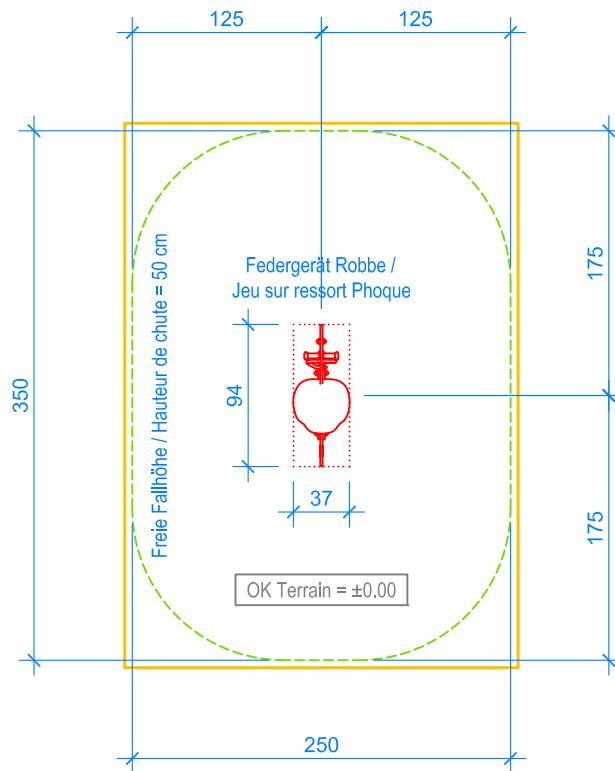 125
125
Federgerät Robbe /
Jeu sur ressort Phoque
Freie Fallhöhe / Hauteur de chute = 50 cm
175
350
94
37
175
OK Terrain = ±0.00
250